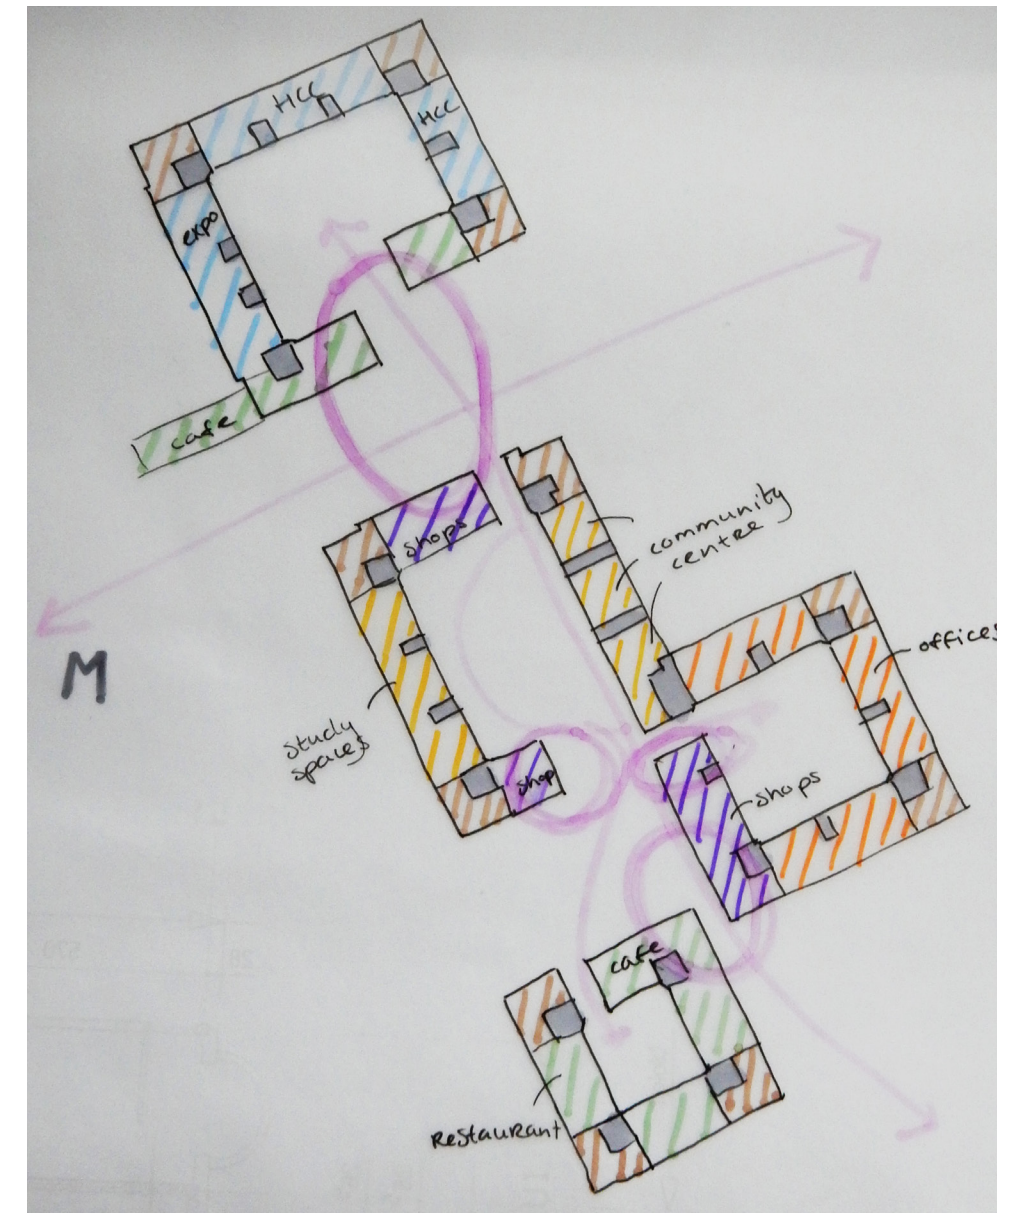 HCC
HCC
expo
cafe
shops
community
centre
offices
M
study
spaces
shop
shops
cafe
Restaurant